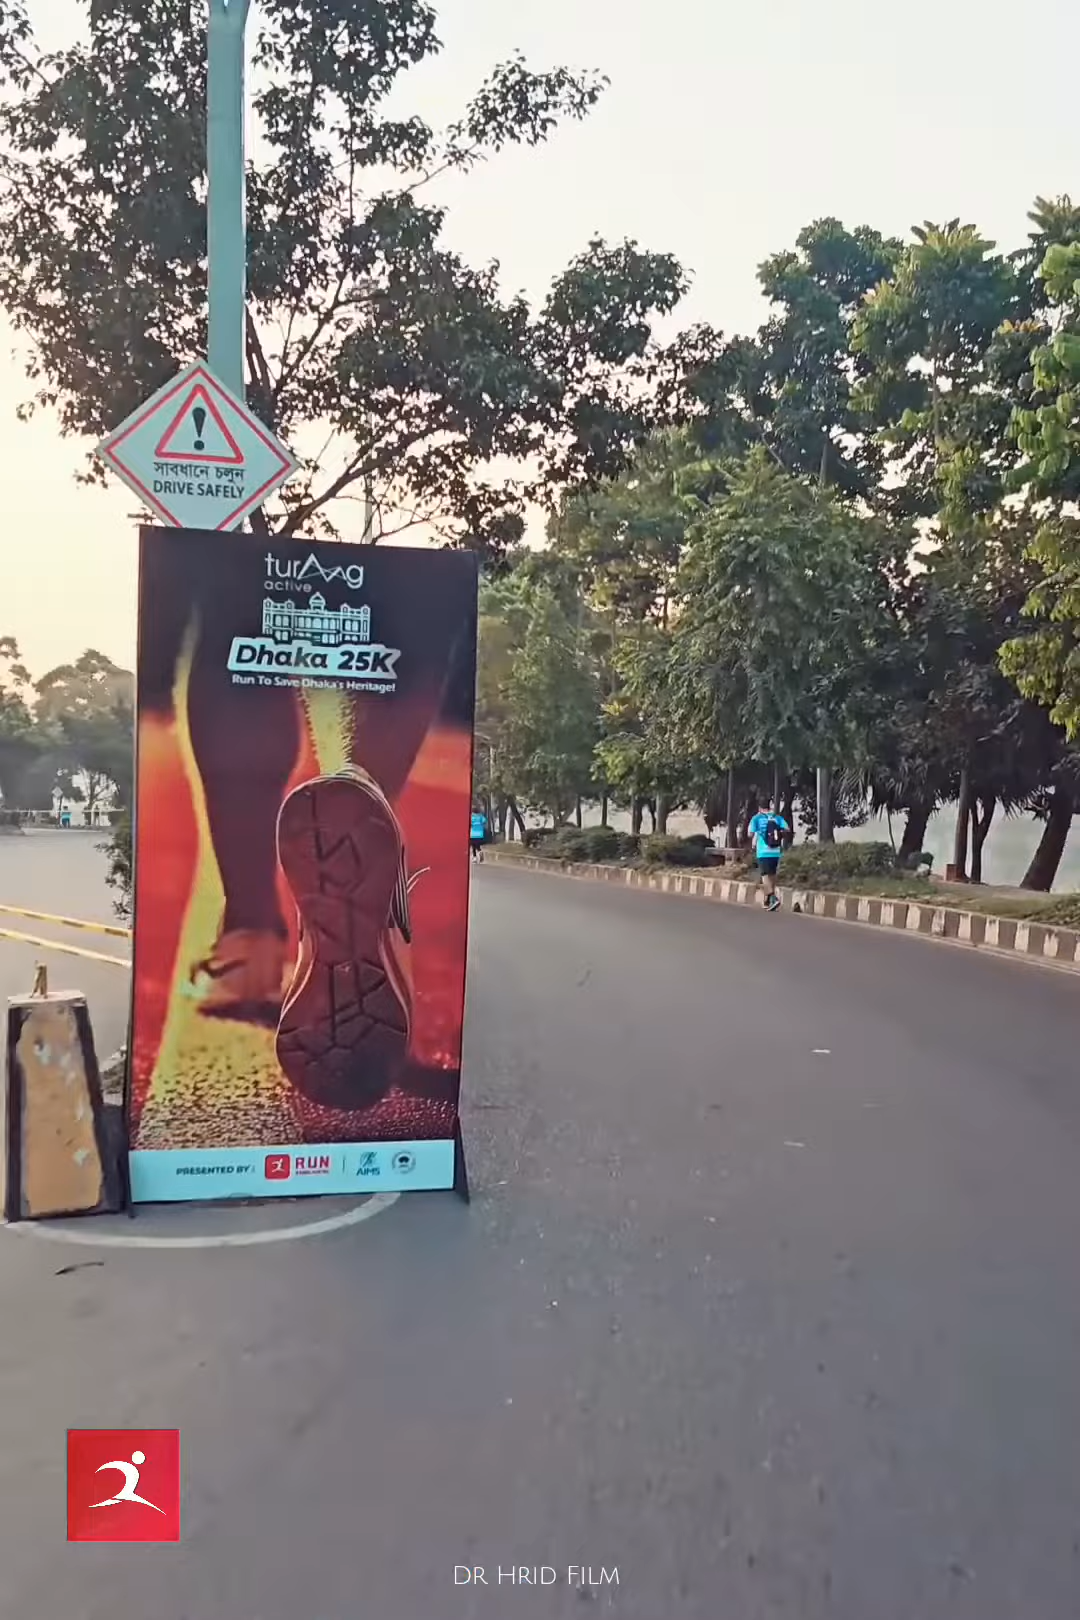 সাবধানে চলুন
DRIVE SAFELY
turAag
active
Dhaka 25K
Run To Save Dhaka's Heritage!
PRESENTED BY:
RUN
AIMS
DR HRID FILM